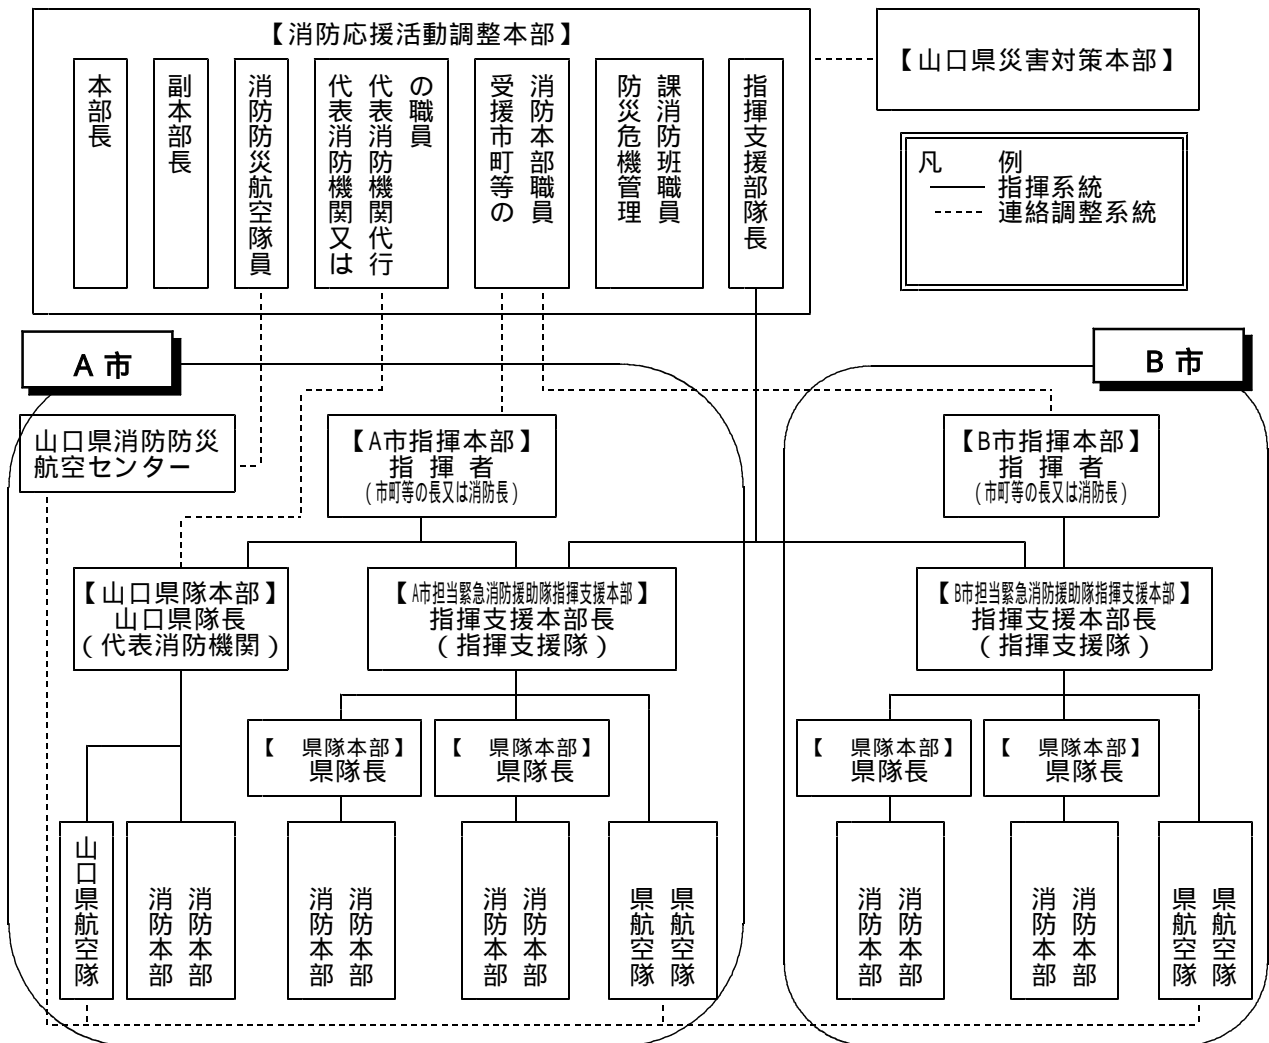 【消防応援活動調整本部】
本部長
副本部長
消防防災航空隊員
代表消防機関又は
代表消防機関代行
の職員
受援市町等の
消防本部職員
防災危機管理
課消防班職員
指揮支援部隊長
【山口県災害対策本部】
凡　例
指揮系統
連絡調整系統
A市
B市
山口県消防防災
航空センター
【A市指揮本部】
指 揮 者
(市町等の長又は消防長)
【B市指揮本部】
指 揮 者
(市町等の長又は消防長)
【山口県隊本部】
山口県隊長
(代表消防機関)
【A市担当緊急消防援助隊指揮支援本部】
指揮支援本部長
(指揮支援隊)
【B市担当緊急消防援助隊指揮支援本部】
指揮支援本部長
(指揮支援隊)
【　県隊本部】
県隊長
【　県隊本部】
県隊長
【　県隊本部】
県隊長
【　県隊本部】
県隊長
山口県航空隊
消防本部
消防本部
消防本部
消防本部
消防本部
消防本部
県航空隊
県航空隊
消防本部
消防本部
消防本部
消防本部
県航空隊
県航空隊